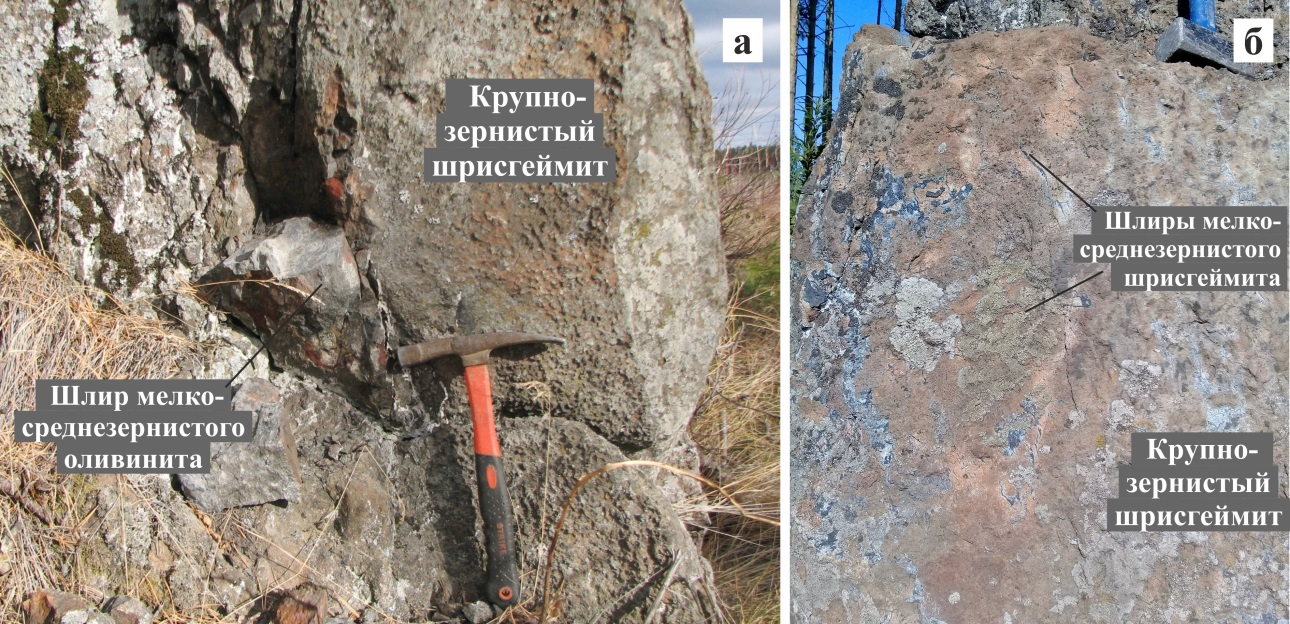 а
Крупно-
зернистый
шрисгеймит
Шлир мелко-
среднезернистого
оливинита
б
Шлиры мелко-
среднезернистого
шрисгеймита
Крупно-
зернистый
шрисгеймит